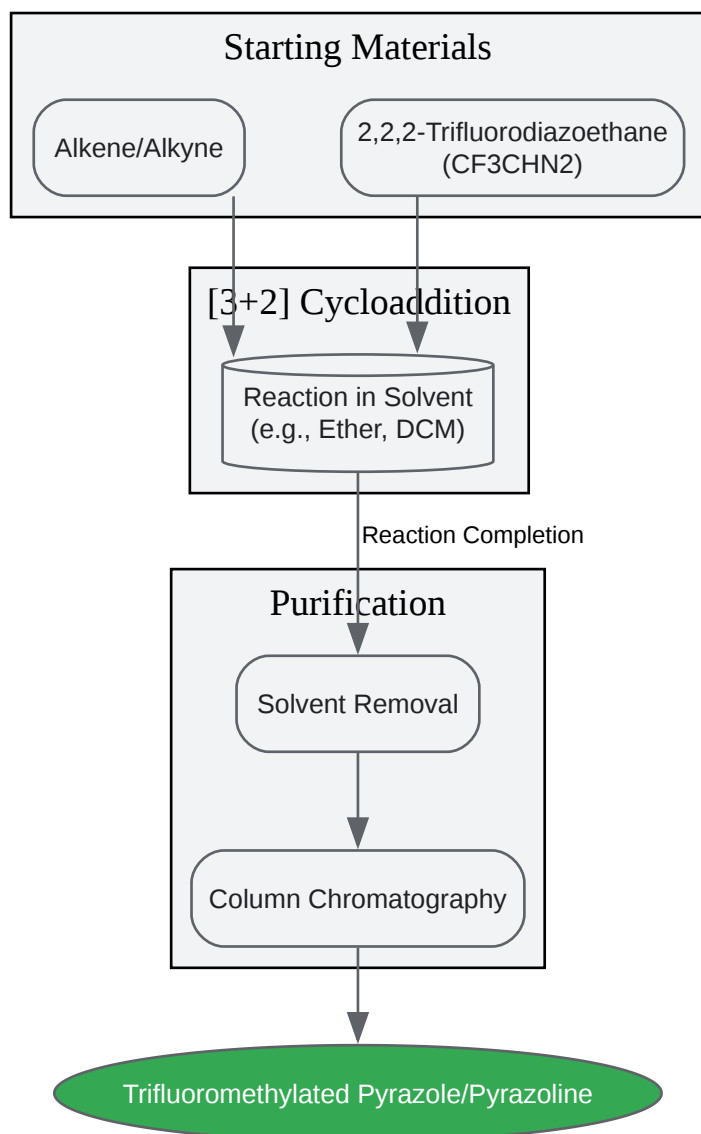 Starting Materials
Alkene/Alkyne
2,2,2-Trifluorodiazoethane
(CF3CHN2)
[3+2] Cycloaddition
Reaction in Solvent
(e.g., Ether, DCM)
Reaction Completion
Purification
Solvent Removal
Column Chromatography
Trifluoromethylated Pyrazole/Pyrazoline